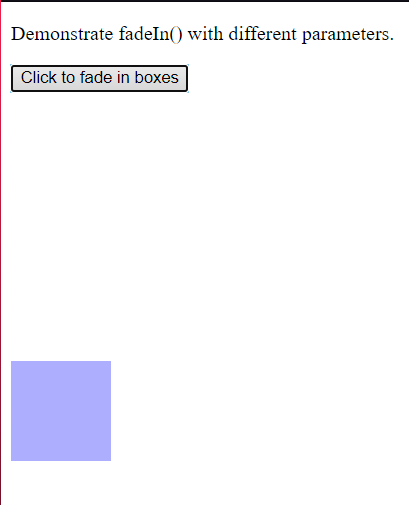 Demonstrate fadeIn() with different parameters.
Click to fade in boxes